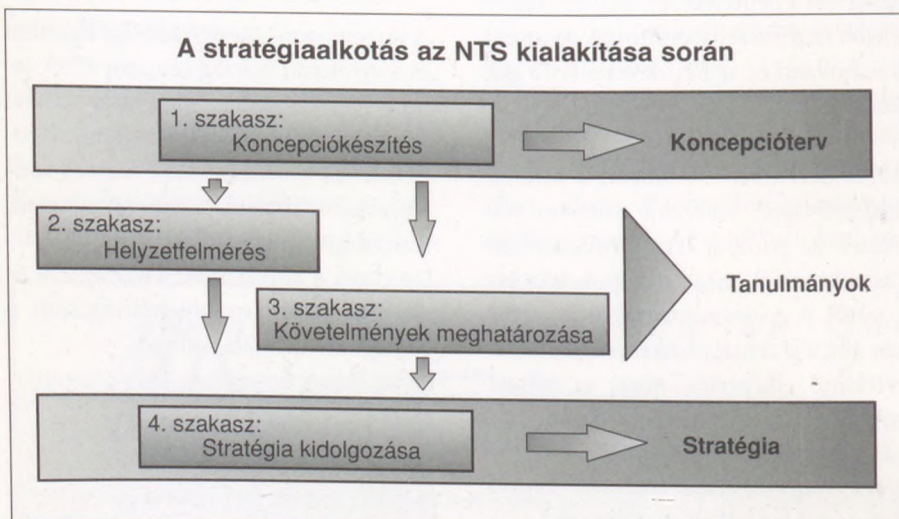 A stratégiaalkotás az NTS kialakítása során
1. szakasz:
Koncepciókészítés
Koncepcióterv
2. szakasz:
Helyzetfelmérés
3. szakasz:
Követelmények meghatározása
Tanulmányok
4. szakasz:
Stratégia kidolgozása
Stratégia